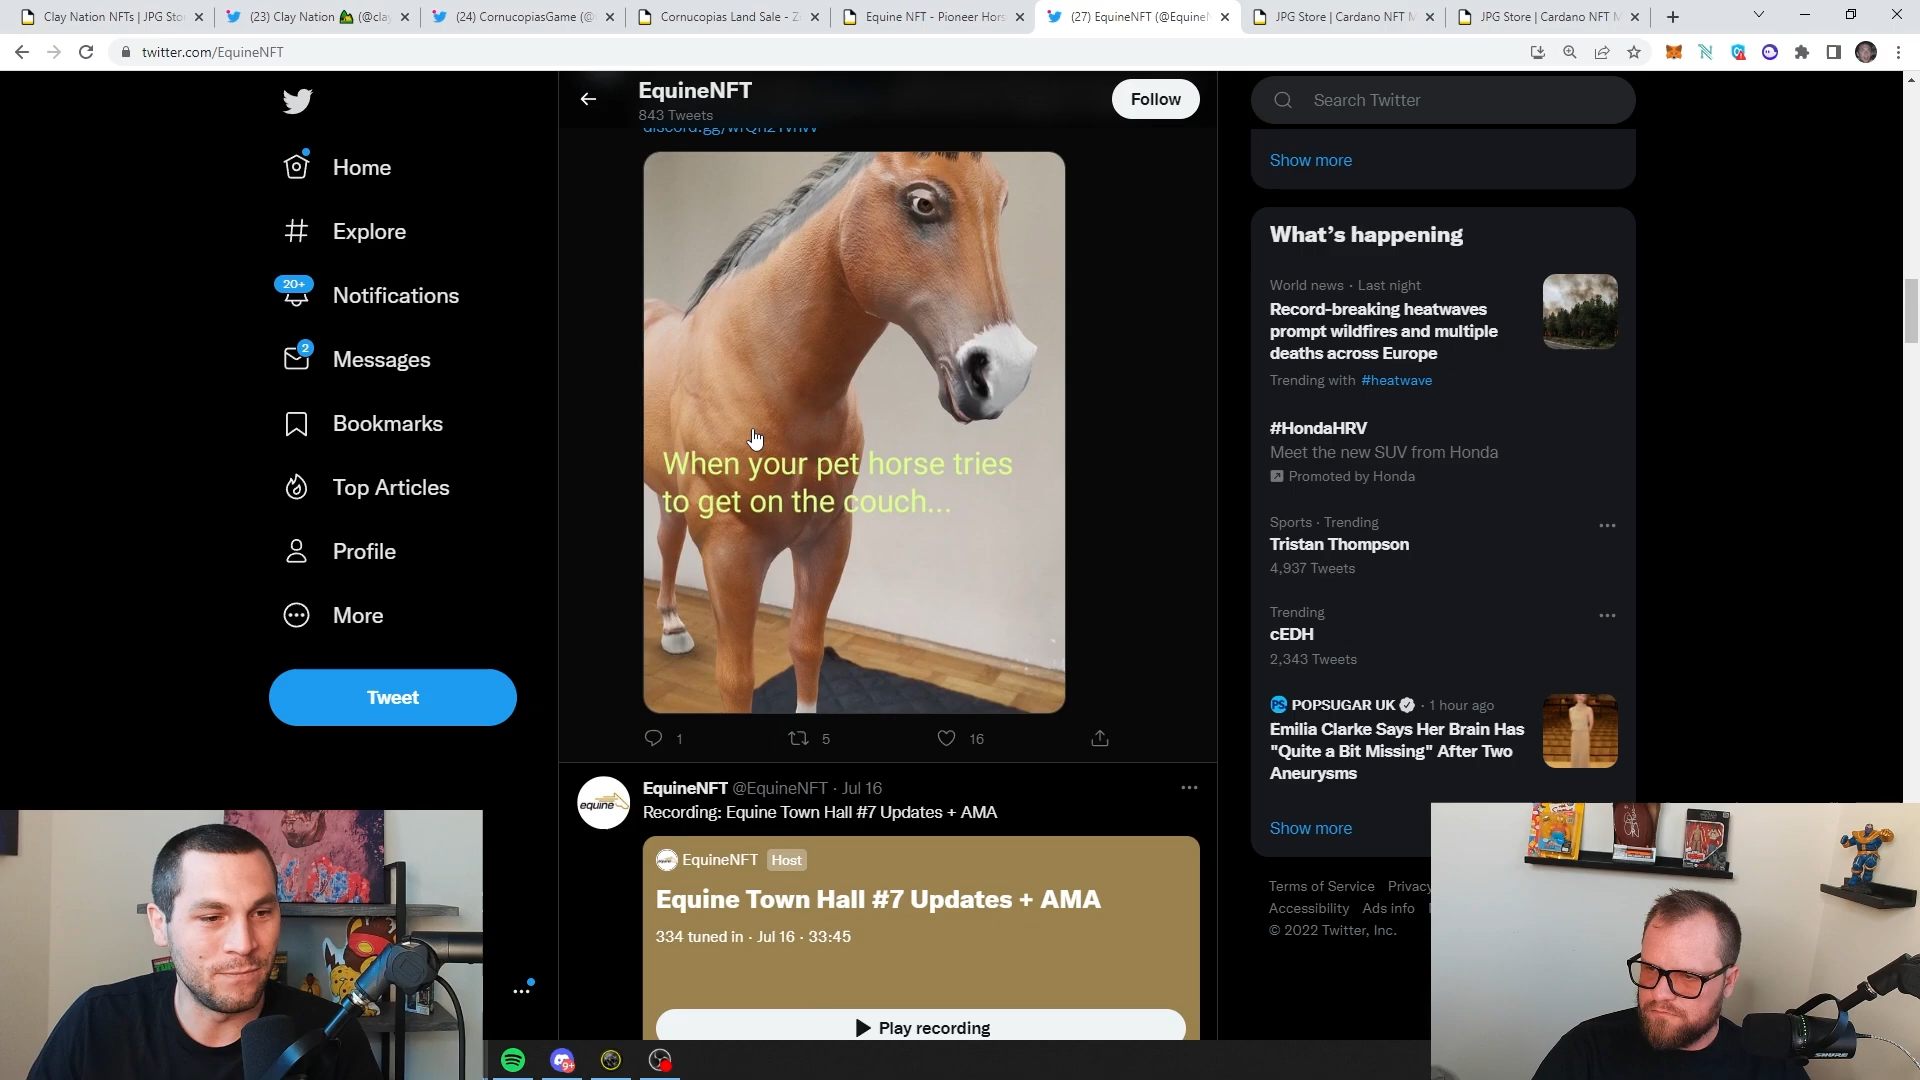 Clay Nation NFTs | JPG Sto
(23) Clay Nation
(24) CornucopiasGame (@
Cornucopias Land Sale - Z
Equine NFT - Pioneer Hors
(27) EquineNFT (@EquineN
JPG Store | Cardano NFT M
JPG Store | Cardano NFT M
twitter.com/EquineNFT
EquineNFT
843 Tweets
Follow
Search Twitter
Show more
Home
Explore
20+
Notifications
2
Messages
Bookmarks
Top Articles
Profile
More
Tweet
When your pet horse tries
to get on the couch...
1
5
16
EquineNFT @EquineNFT · Jul 16
Recording: Equine Town Hall #7 Updates + AMA
EquineNFT Host
Equine Town Hall #7 Updates + AMA
334 tuned in · Jul 16 · 33:45
Play recording
What's happening
World news · Last night
Record-breaking heatwaves
prompt wildfires and multiple
deaths across Europe
Trending with #heatwave
#HondaHRV
Meet the new SUV from Honda
Promoted by Honda
Sports · Trending
Tristan Thompson
4,937 Tweets
Trending
cEDH
2,343 Tweets
POPSUGAR UK · 1 hour ago
Emilia Clarke Says Her Brain Has
"Quite a Bit Missing" After Two
Aneurysms
Show more
Terms of Service Privacy
Accessibility Ads info
© 2022 Twitter, Inc.
equine
9+
SHURE